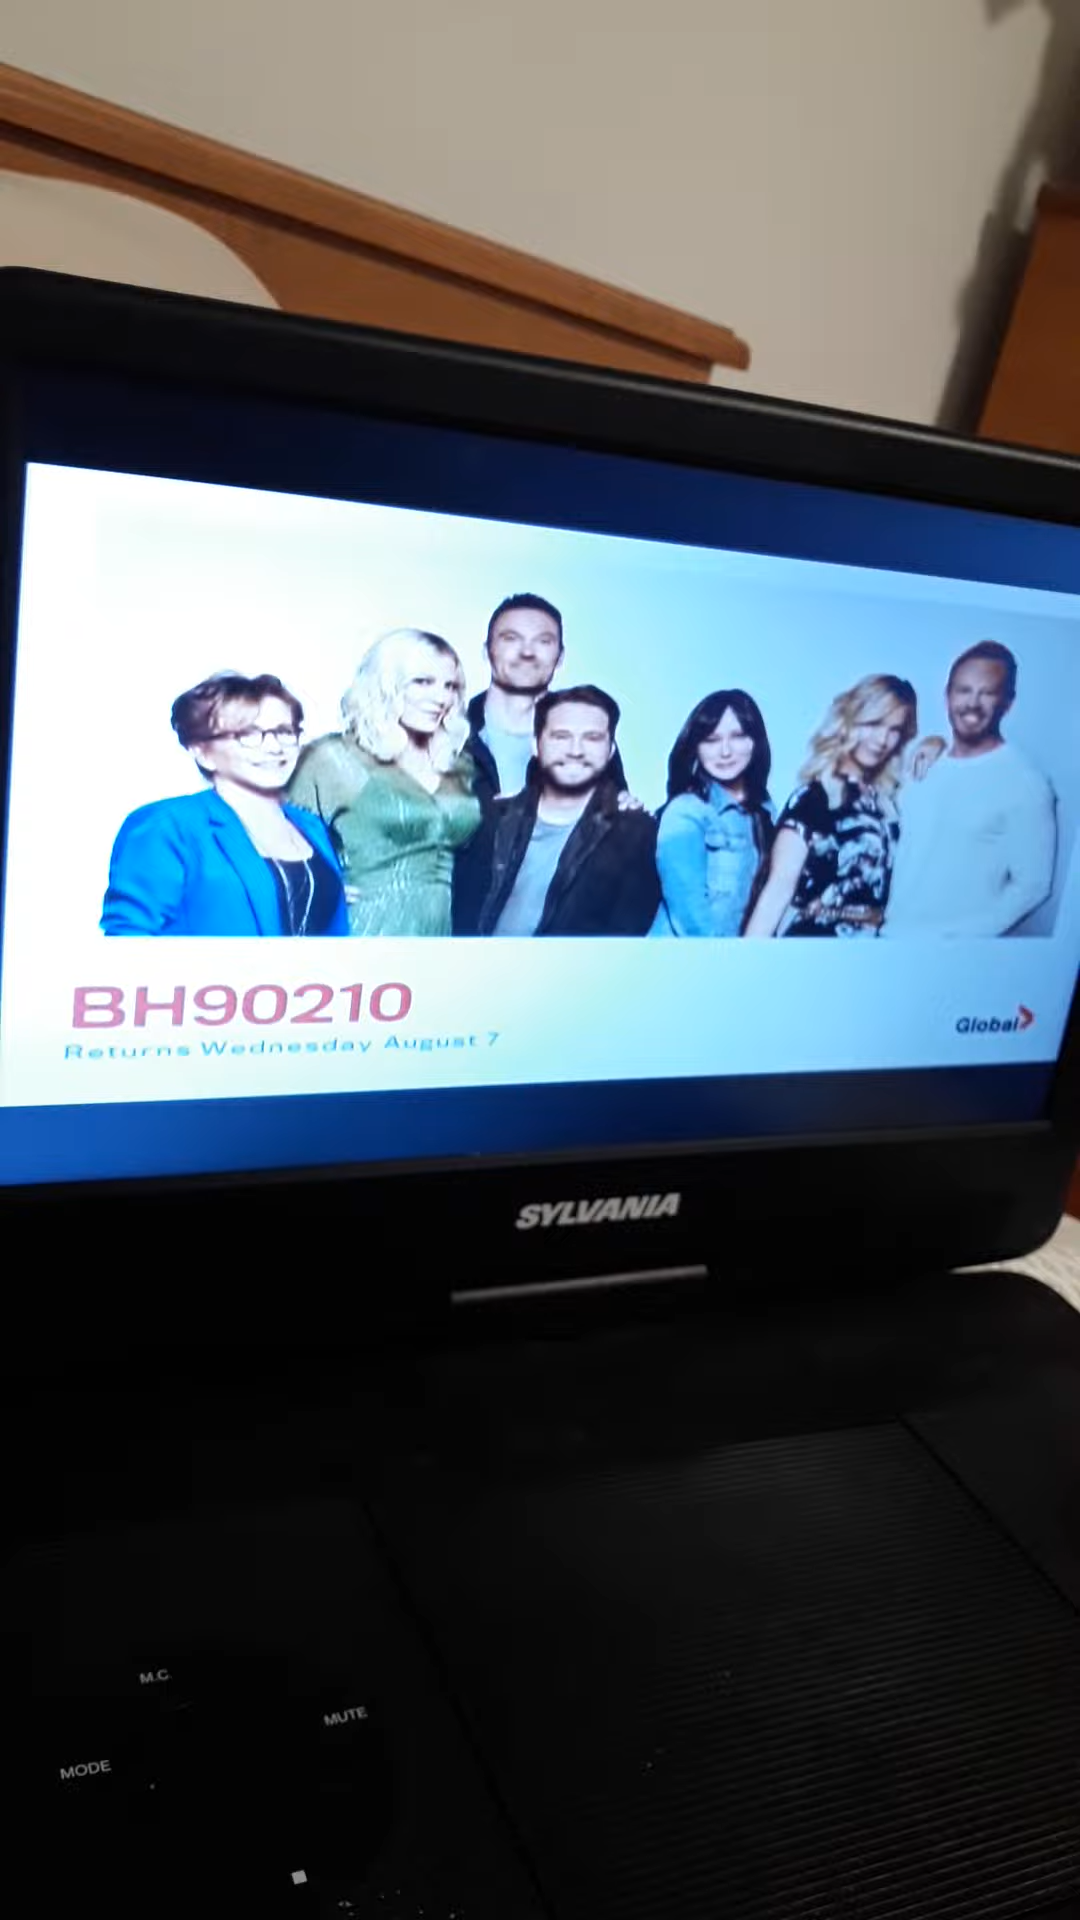 BH90210
Returns Wednesday August 7
Global
SYLVANIA
M.C.
MUTE
MODE